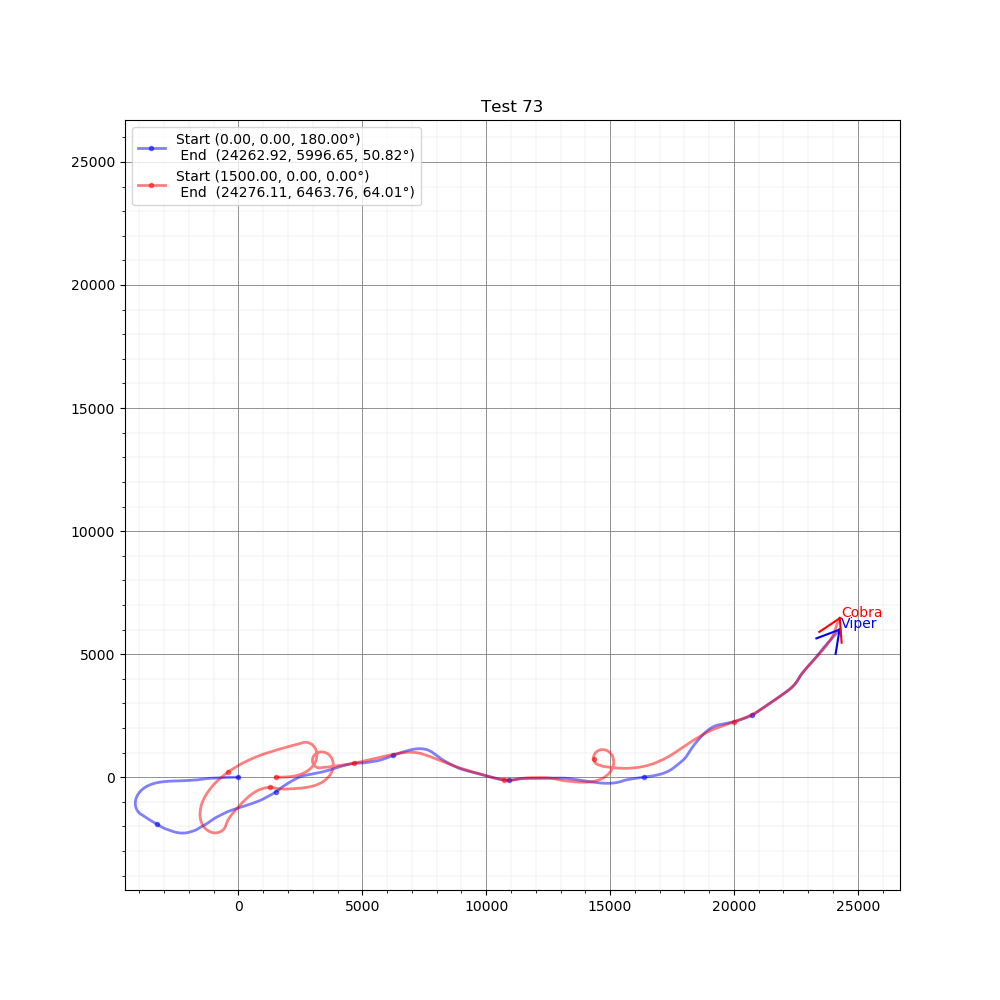 Test 73
Start (0.00, 0.00, 180.00°)
End (24262.92, 5996.65, 50.82°)
Start (1500.00, 0.00, 0.00°)
End (24276.11, 6463.76, 64.01°)
25000
20000
15000
10000
5000
0
Cobra
Viper
0 5000 10000 15000 20000 25000